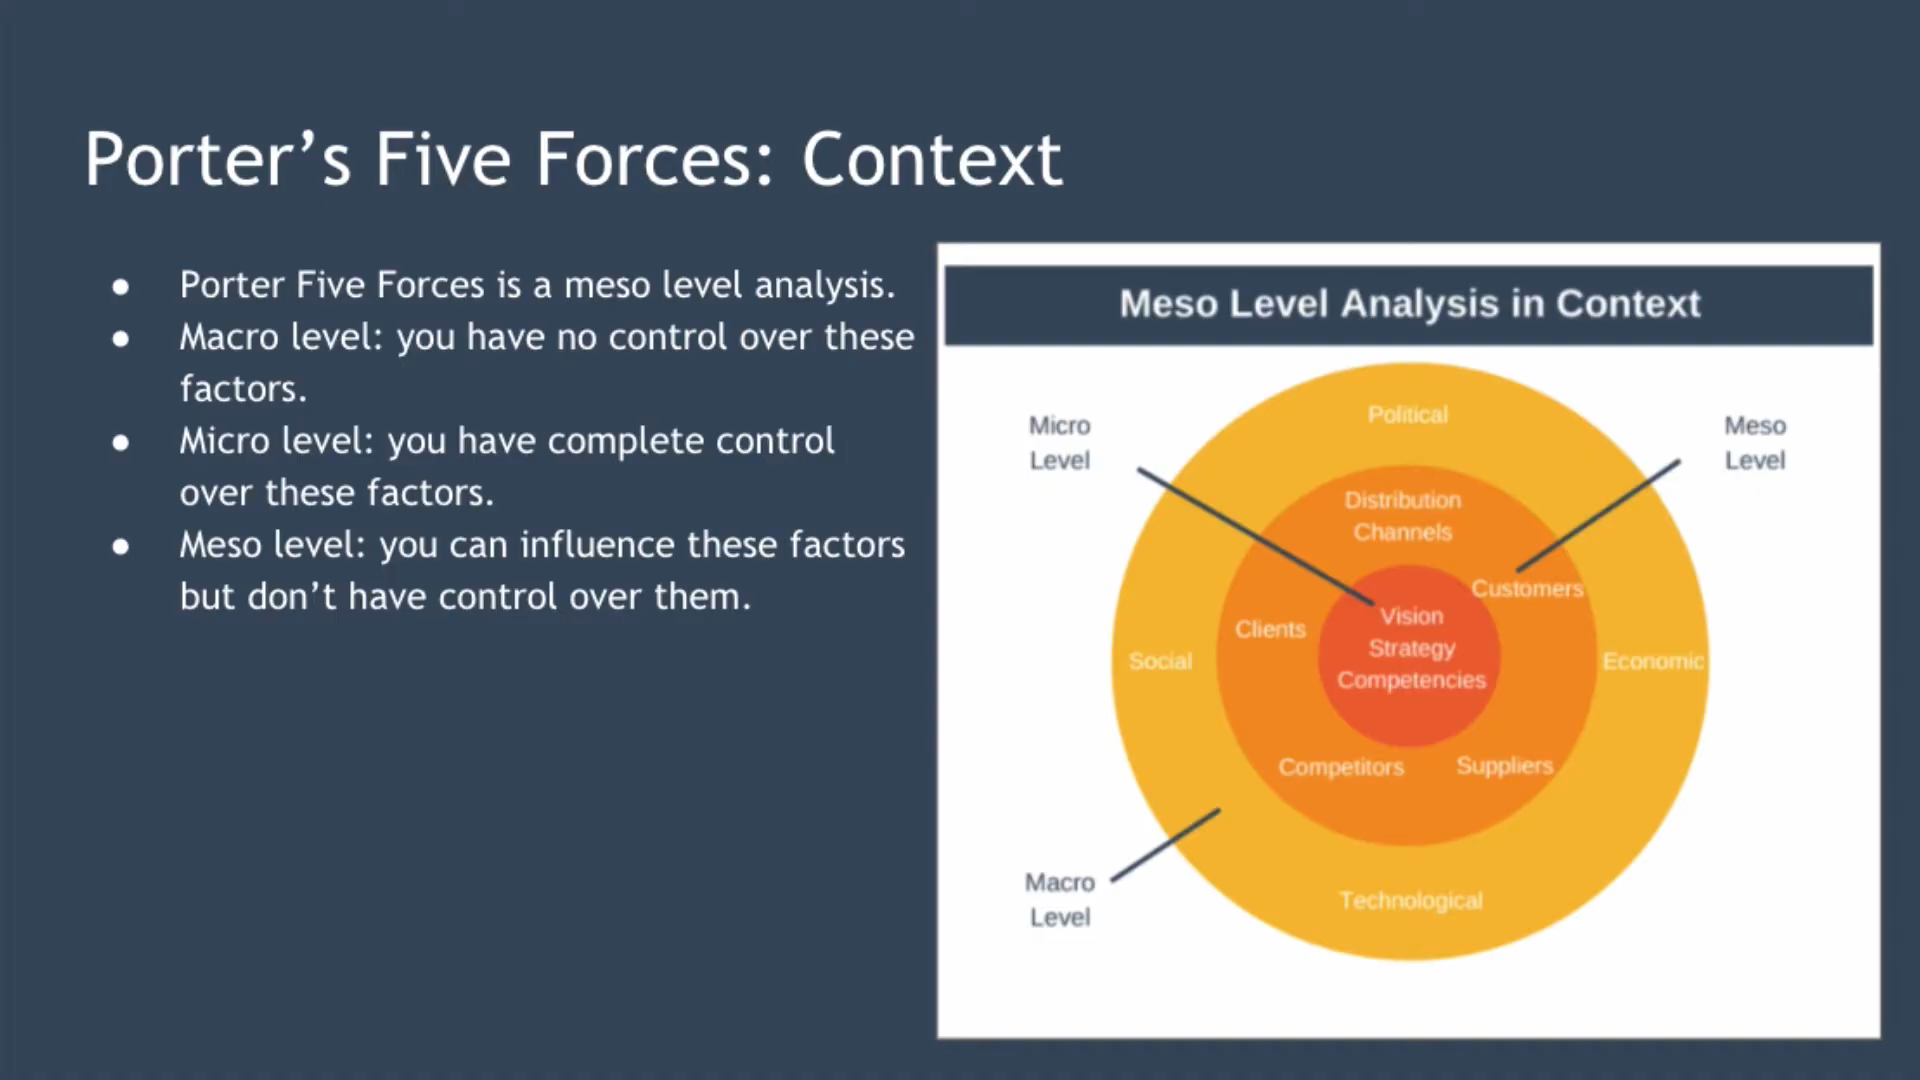 Porter’s Five Forces: Context
● Porter Five Forces is a meso level analysis.
● Macro level: you have no control over these
factors.
● Micro level: you have complete control
over these factors.
● Meso level: you can influence these factors
but don’t have control over them.
Meso Level Analysis in Context
Micro
Level
Meso
Level
Political
Distribution
Channels
Customers
Clients
Vision
Strategy
Competencies
Social
Economic
Competitors
Suppliers
Macro
Level
Technological